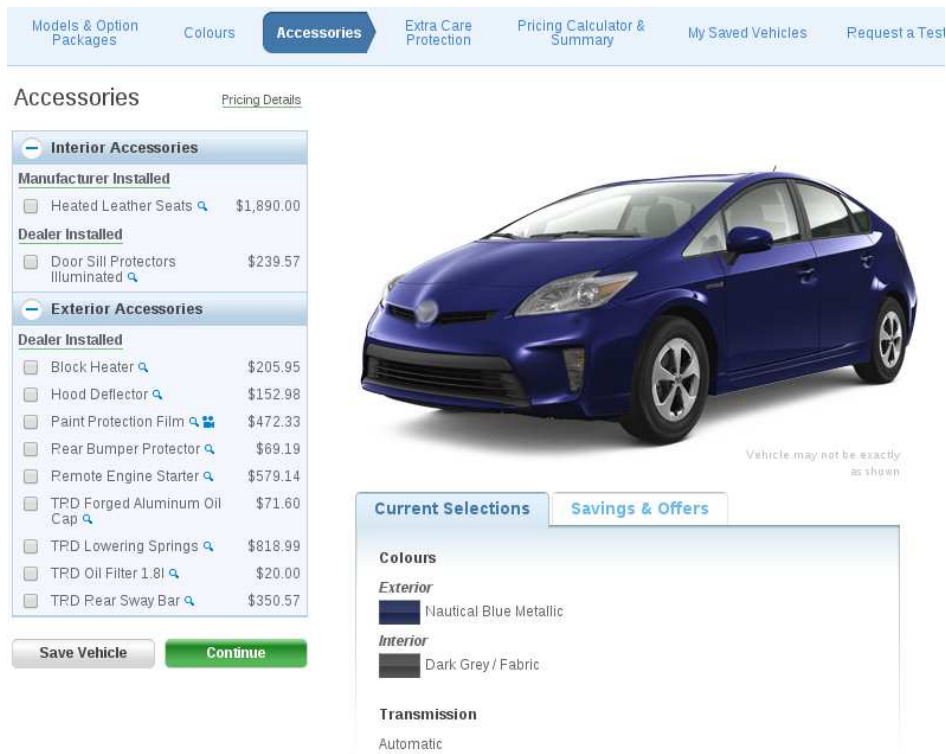 Models & Option
Packages
Colours
Accessories
Extra Care
Protection
Pricing Calculator &
Summary
My Saved Vehicles
Request a Test
Accessories
Pricing Details
Interior Accessories
Manufacturer Installed
Heated Leather Seats $1,890.00
Dealer Installed
Door Sill Protectors $239.57
Illuminated
Exterior Accessories
Dealer Installed
Block Heater $205.95
Hood Deflector $152.98
Paint Protection Film $472.33
Rear Bumper Protector $69.19
Remote Engine Starter $579.14
TRD Forged Aluminum Oil $71.60
Cap
TRD Lowering Springs $818.99
TRD Oil Filter 1.8l $20.00
TRD Rear Sway Bar $350.57
Save Vehicle
Continue
Vehicle may not be exactly
as shown
Current Selections
Savings & Offers
Colours
Exterior
Nautical Blue Metallic
Interior
Dark Grey / Fabric
Transmission
Automatic